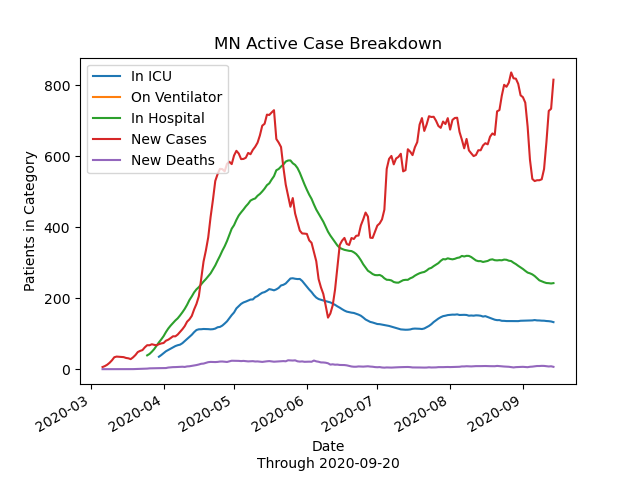 MN Active Case Breakdown
In ICU
On Ventilator
In Hospital
New Cases
New Deaths
Patients in Category
800
600
400
200
0
2020-03
2020-04
2020-05
2020-06
2020-07
2020-08
2020-09
Date
Through 2020-09-20